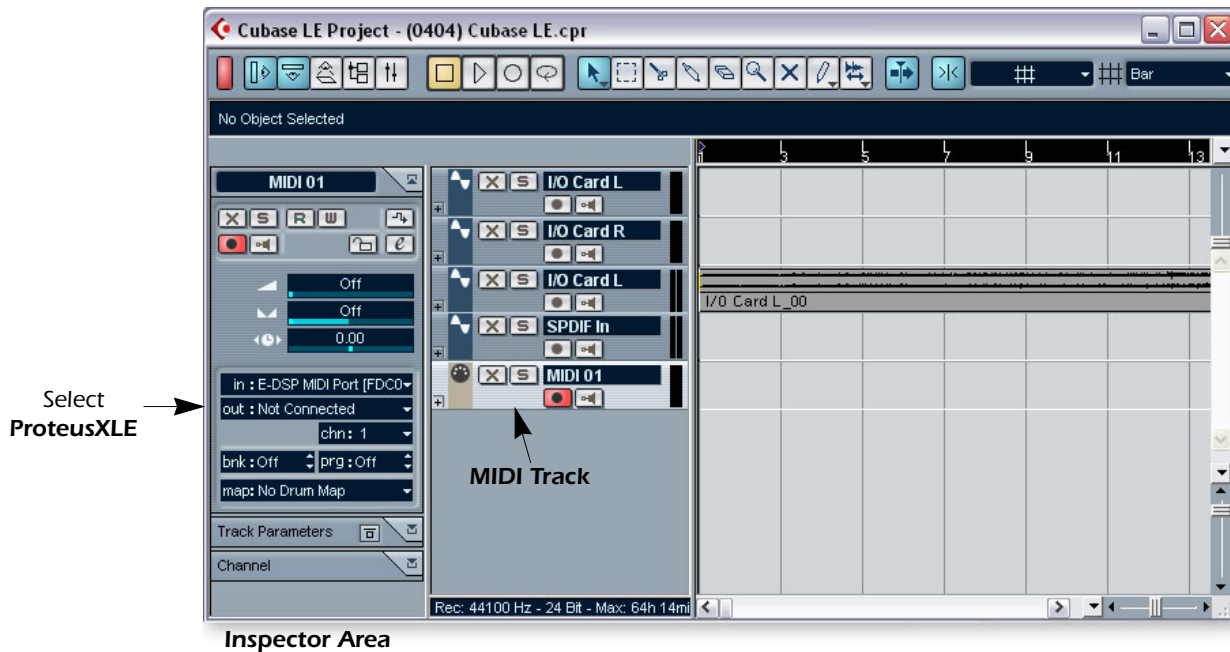 Cubase LE Project - (0404) Cubase LE.cpr
Bar
No Object Selected
1 3 5 7 9 11 13
MIDI 01
X S R W
e
Off
Off
0.00
in : E-DSP MIDI Port [FDC0
out : Not Connected
chn: 1
bnk: Off prg: Off
map: No Drum Map
Track Parameters
Channel
X S I/O Card L
X S I/O Card R
X S I/O Card L
X S SPDIF In
X S MIDI 01
I/O Card L_00
Rec: 44100 Hz - 24 Bit - Max: 64h 14mi
Select
ProteusXLE
MIDI Track
Inspector Area